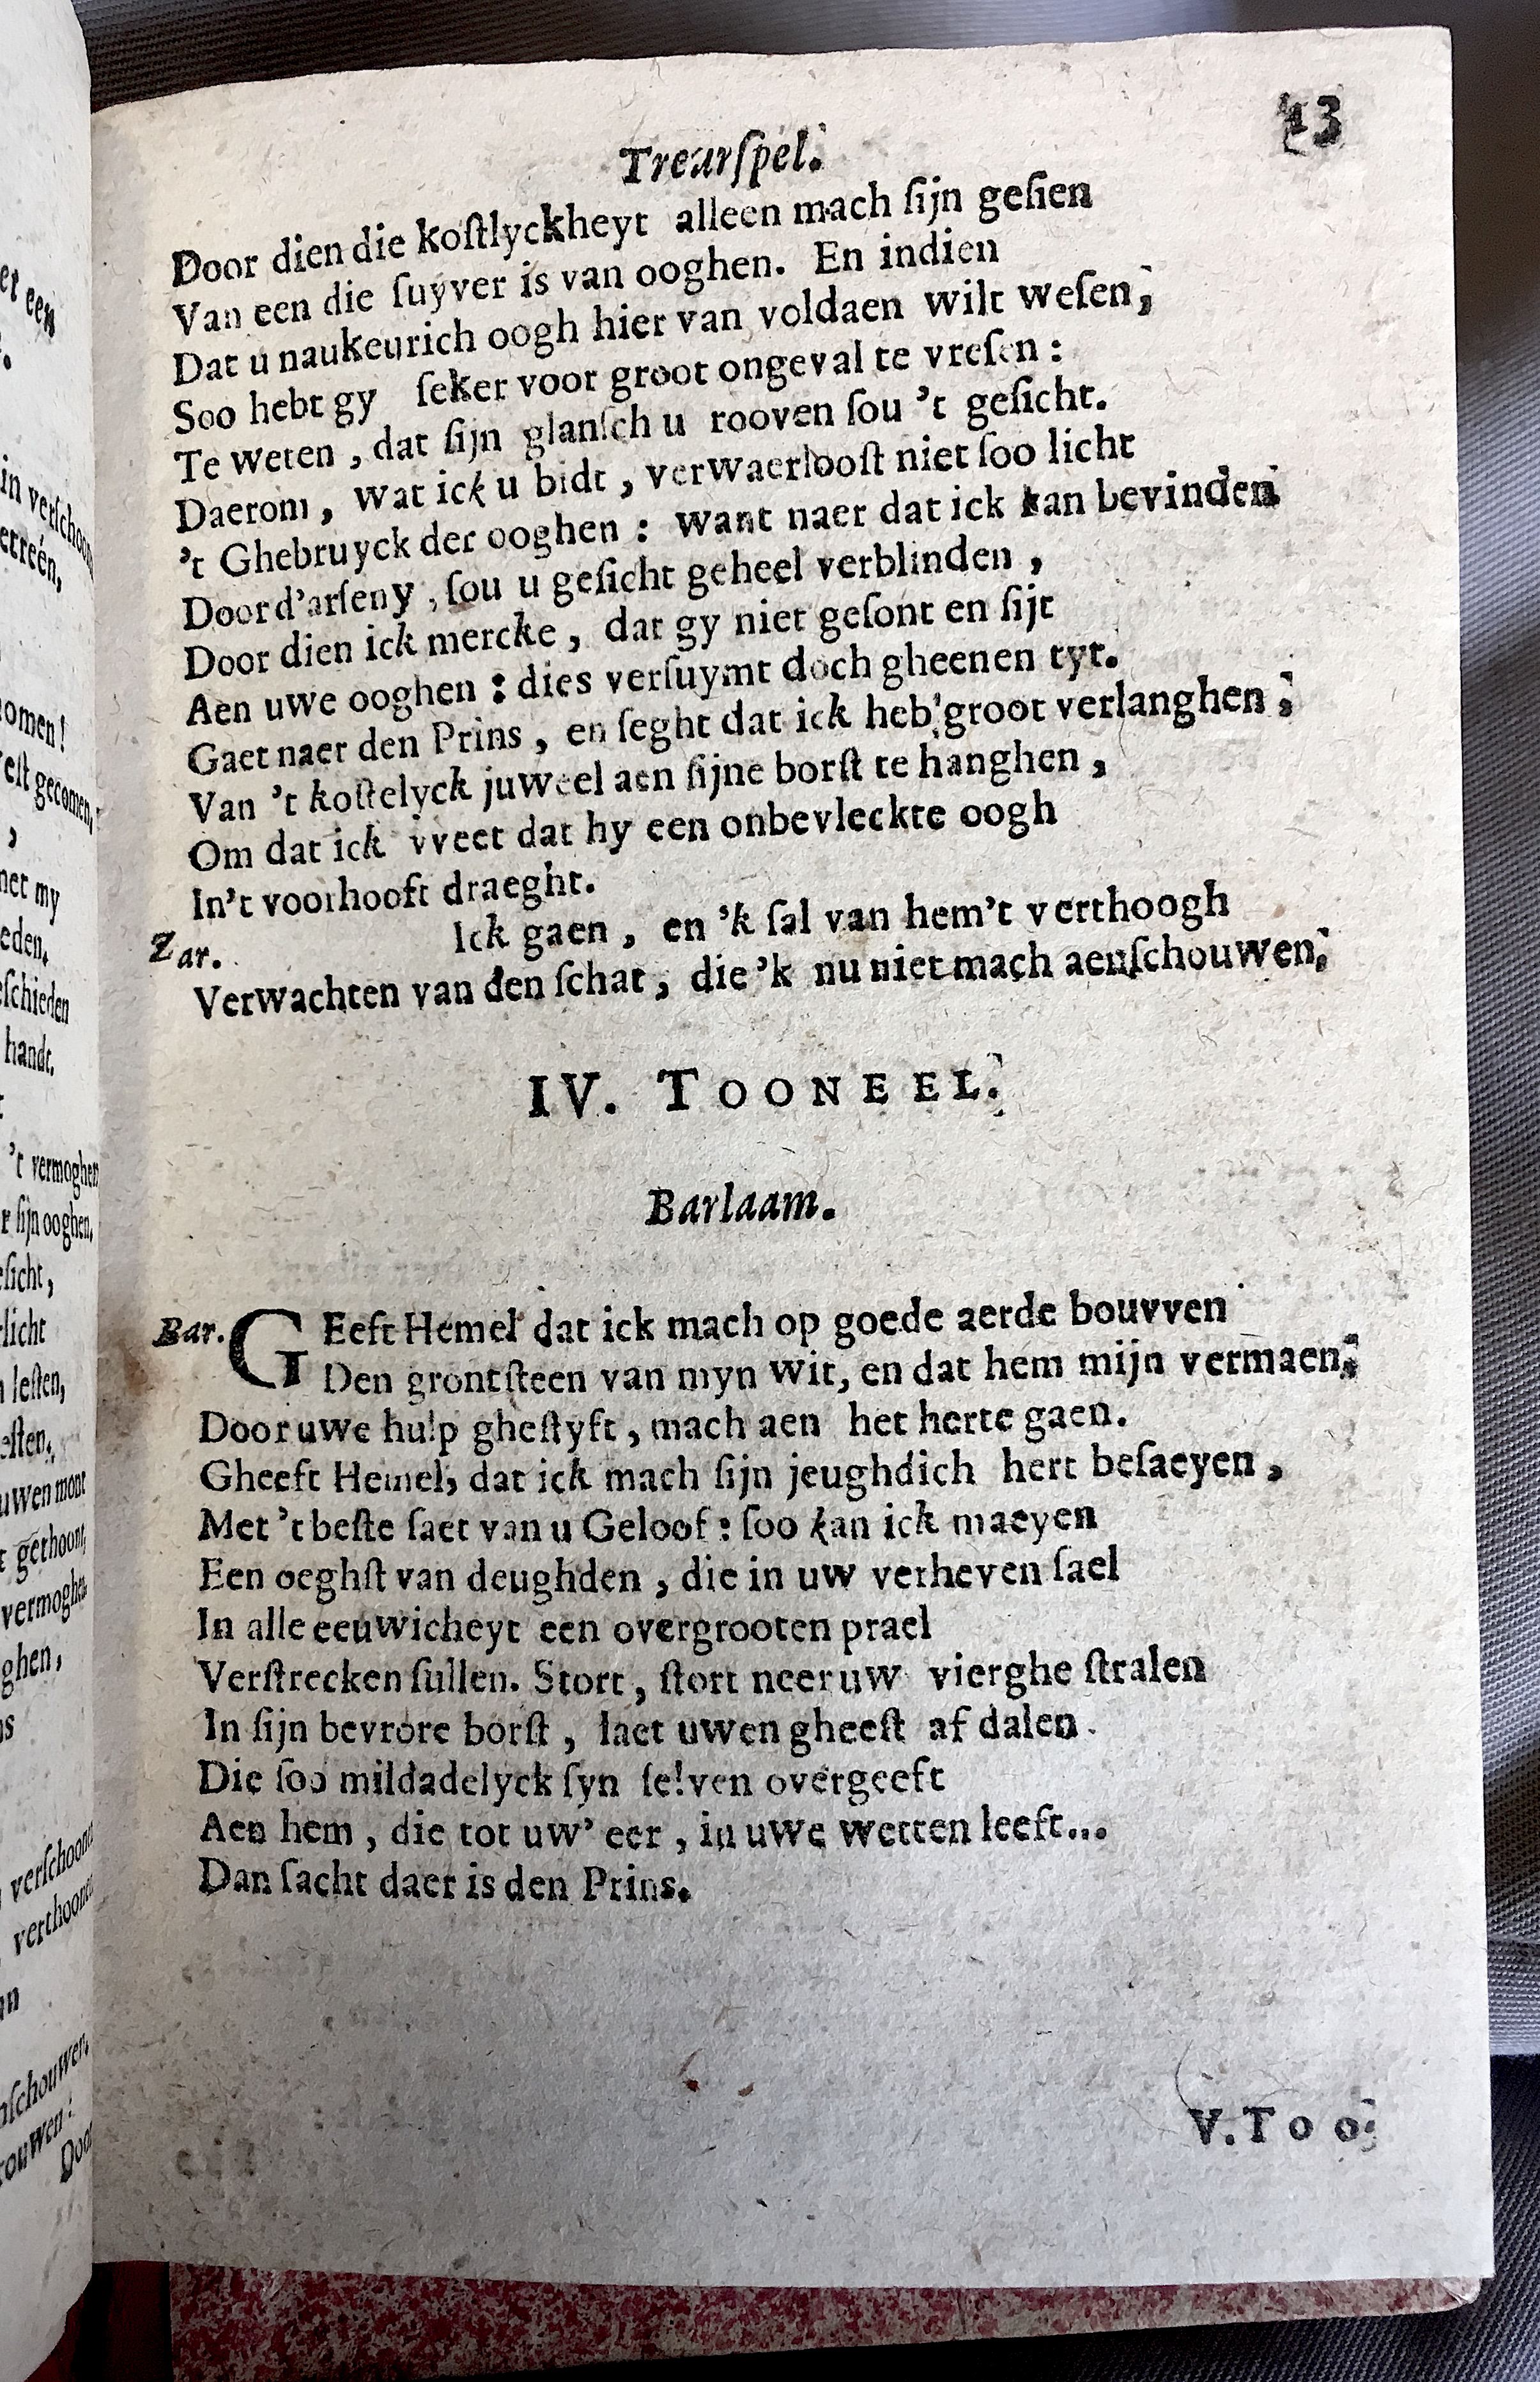 Treurſpel.
43
Door dien die koſtlyckheyt alleen mach ſijn geſien
Van een die ſuyver is van ooghen. En indien
Dat u naukeurich oogh hier van voldaen wilt weſen,
Soo hebt gy ſeker voor groot ongeval te vreſen:
Te weten, dat ſijn glanſch u rooven ſou 't geſicht.
Daerom, wat ick u bidt, verwaerlooſt niet ſoo licht
't Ghebruyck der ooghen: want naer dat ick kan bevinden
Door d'arſeny, ſou u geſicht geheel verblinden,
Door dien ick mercke, dat gy niet geſont en ſijt
Aen uwe ooghen: dies verſuymt doch gheenen tyt.
Gaet naer den Prins, en ſeght dat ick heb groot verlanghen,
Van 't koſtelyck juweel aen ſijne borſt te hanghen,
Om dat ick vveet dat hy een onbevleckte oogh
In't voorhooft draeght.
Zar. Ick gaen, en 'k ſal van hem't verthoogh
Verwachten van den ſchat, die 'k nu niet mach aenſchouwen.
IV. TOONEEL.
Barlaam.
Bar. GEeft Hemel dat ick mach op goede aerde bouvven
Den grontſteen van myn wit, en dat hem mijn vermaen,
Door uwe hulp gheſtyft, mach aen het herte gaen.
Gheeft Hemel, dat ick mach ſijn jeughdich hert beſaeyen,
Met 't beſte ſaet van u Geloof: ſoo kan ick maeyen
Een oeghſt van deughden, die in uw verheven ſael
In alle eeuwicheyt een overgrooten prael
Verſtrecken ſullen. Stort, ſtort neer uw vierghe ſtralen
In ſijn bevrore borſt, laet uwen gheeſt af dalen.
Die ſoo mildadelyck ſyn ſelven overgeeft
Aen hem, die tot uw' eer, in uwe wetten leeft...
Dan ſacht daer is den Prins.
V. Too-